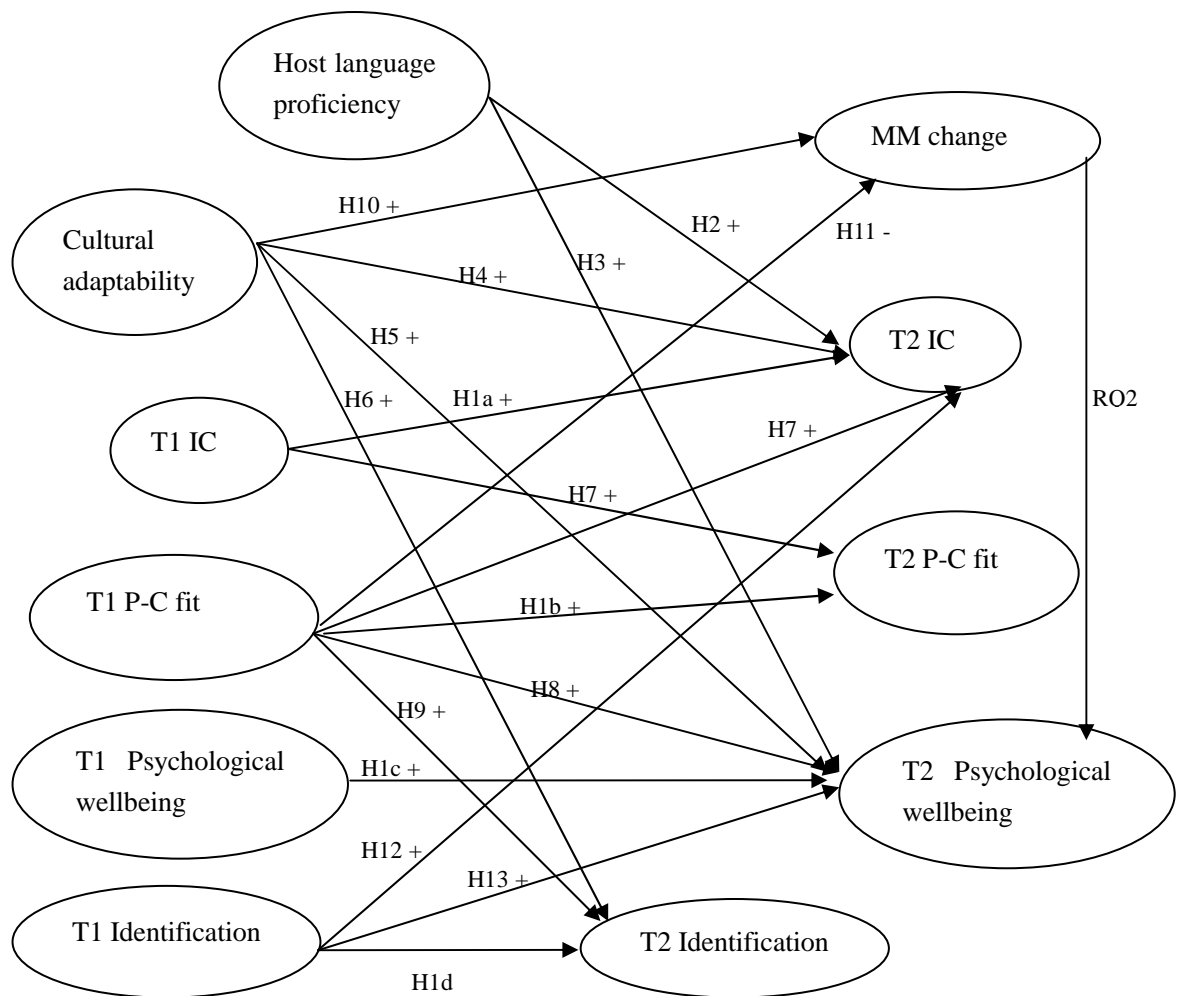 Host language
proficiency
MM change
H10 +
H2 +
H11 -
Cultural
adaptability
H3 +
H4 +
H5 +
T2 IC
H6 +
H1a +
RO2
T1 IC
H7 +
H7 +
T2 P-C fit
T1 P-C fit
H1b +
H8 +
H9 +
T1 Psychological
wellbeing
H1c +
T2 Psychological
wellbeing
H12 +
H13 +
T1 Identification
T2 Identification
H1d